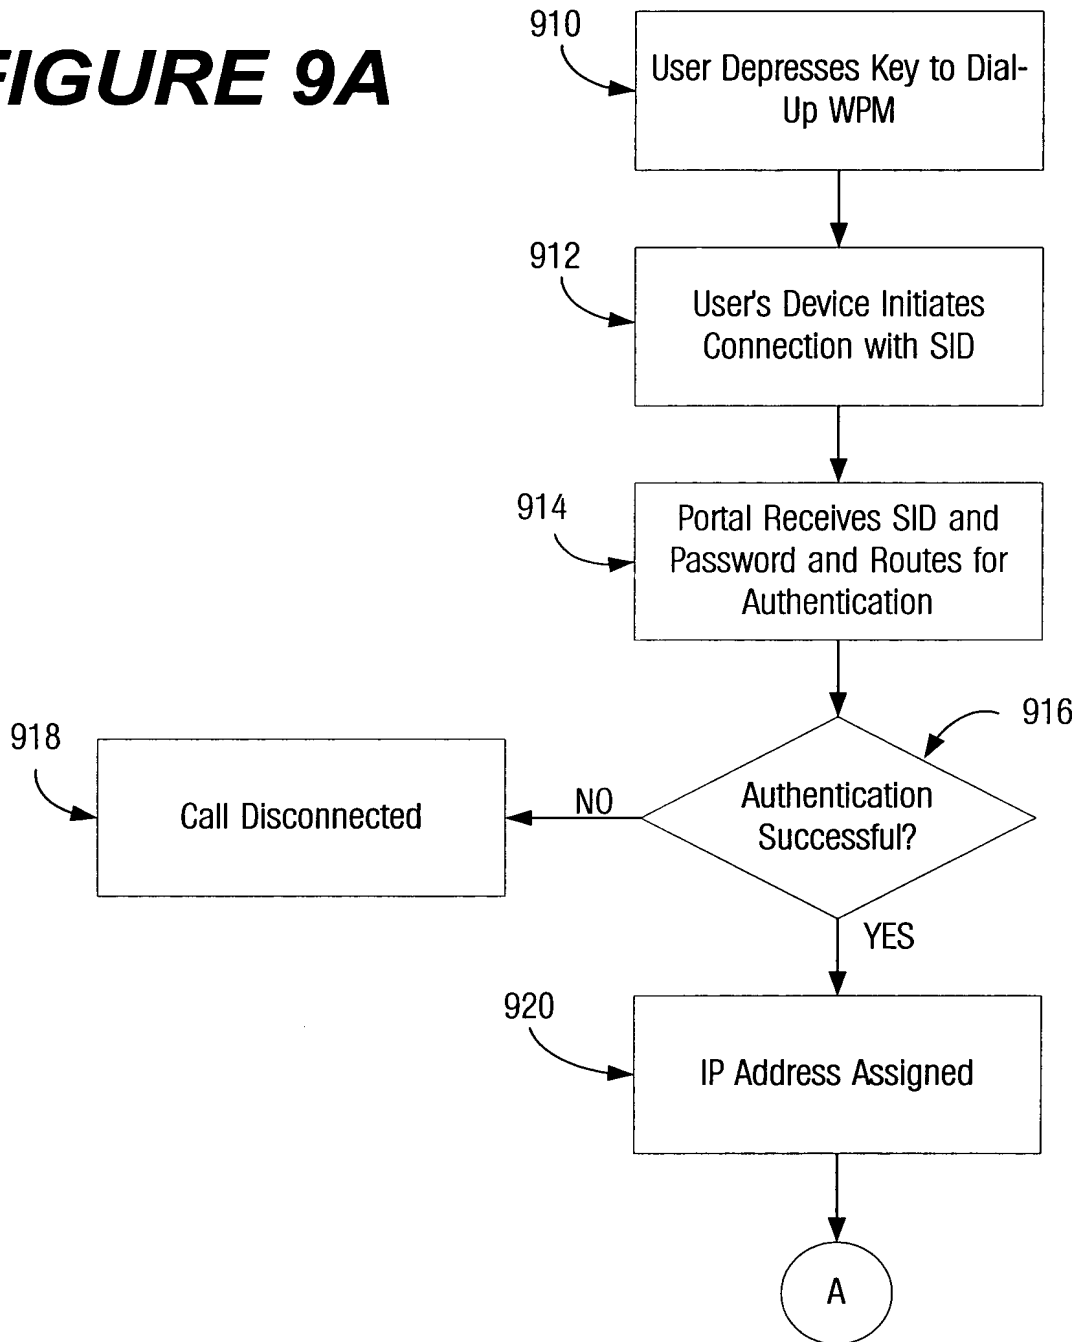 FIGURE 9A
910
User Depresses Key to Dial-
Up WPM
912
User's Device Initiates
Connection with SID
914
Portal Receives SID and
Password and Routes for
Authentication
916
Authentication
Successful?
NO
918
Call Disconnected
YES
920
IP Address Assigned
A